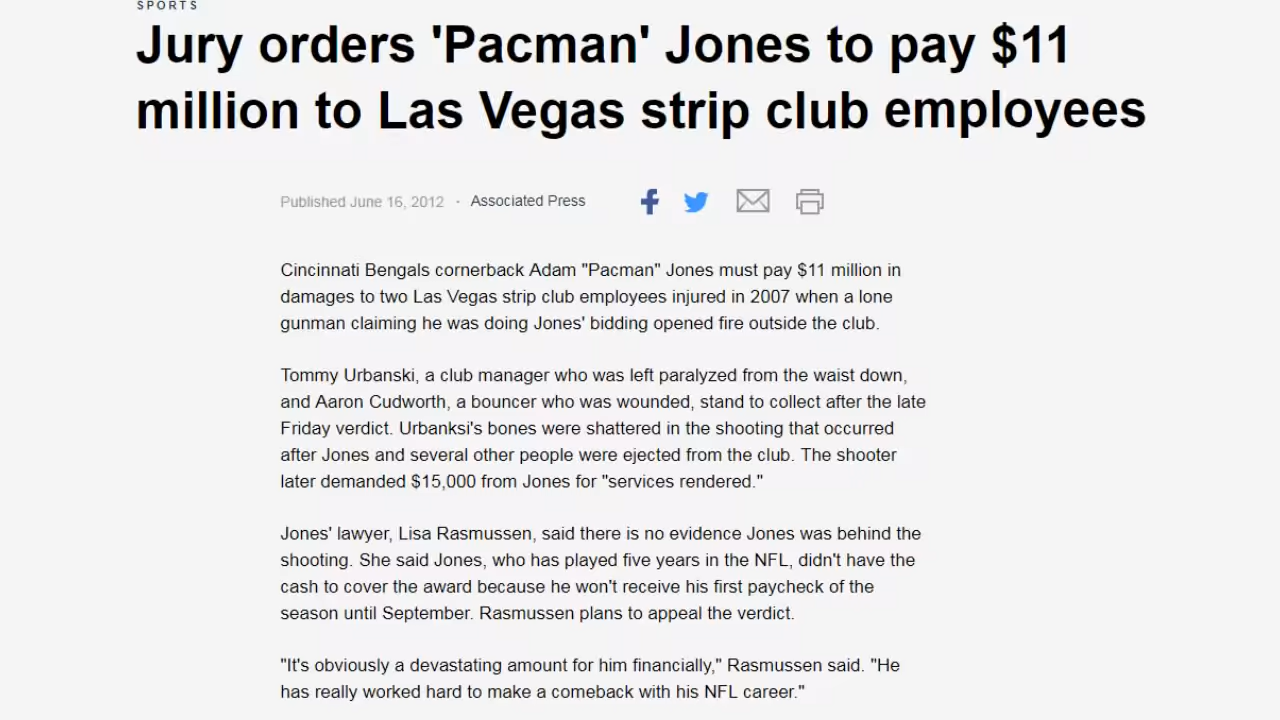 SPORTS
Jury orders 'Pacman' Jones to pay $11
million to Las Vegas strip club employees
Published June 16, 2012 · Associated Press
Cincinnati Bengals cornerback Adam "Pacman" Jones must pay $11 million in
damages to two Las Vegas strip club employees injured in 2007 when a lone
gunman claiming he was doing Jones' bidding opened fire outside the club.
Tommy Urbanski, a club manager who was left paralyzed from the waist down,
and Aaron Cudworth, a bouncer who was wounded, stand to collect after the late
Friday verdict. Urbanksi's bones were shattered in the shooting that occurred
after Jones and several other people were ejected from the club. The shooter
later demanded $15,000 from Jones for "services rendered."
Jones' lawyer, Lisa Rasmussen, said there is no evidence Jones was behind the
shooting. She said Jones, who has played five years in the NFL, didn't have the
cash to cover the award because he won't receive his first paycheck of the
season until September. Rasmussen plans to appeal the verdict.
"It's obviously a devastating amount for him financially," Rasmussen said. "He
has really worked hard to make a comeback with his NFL career."